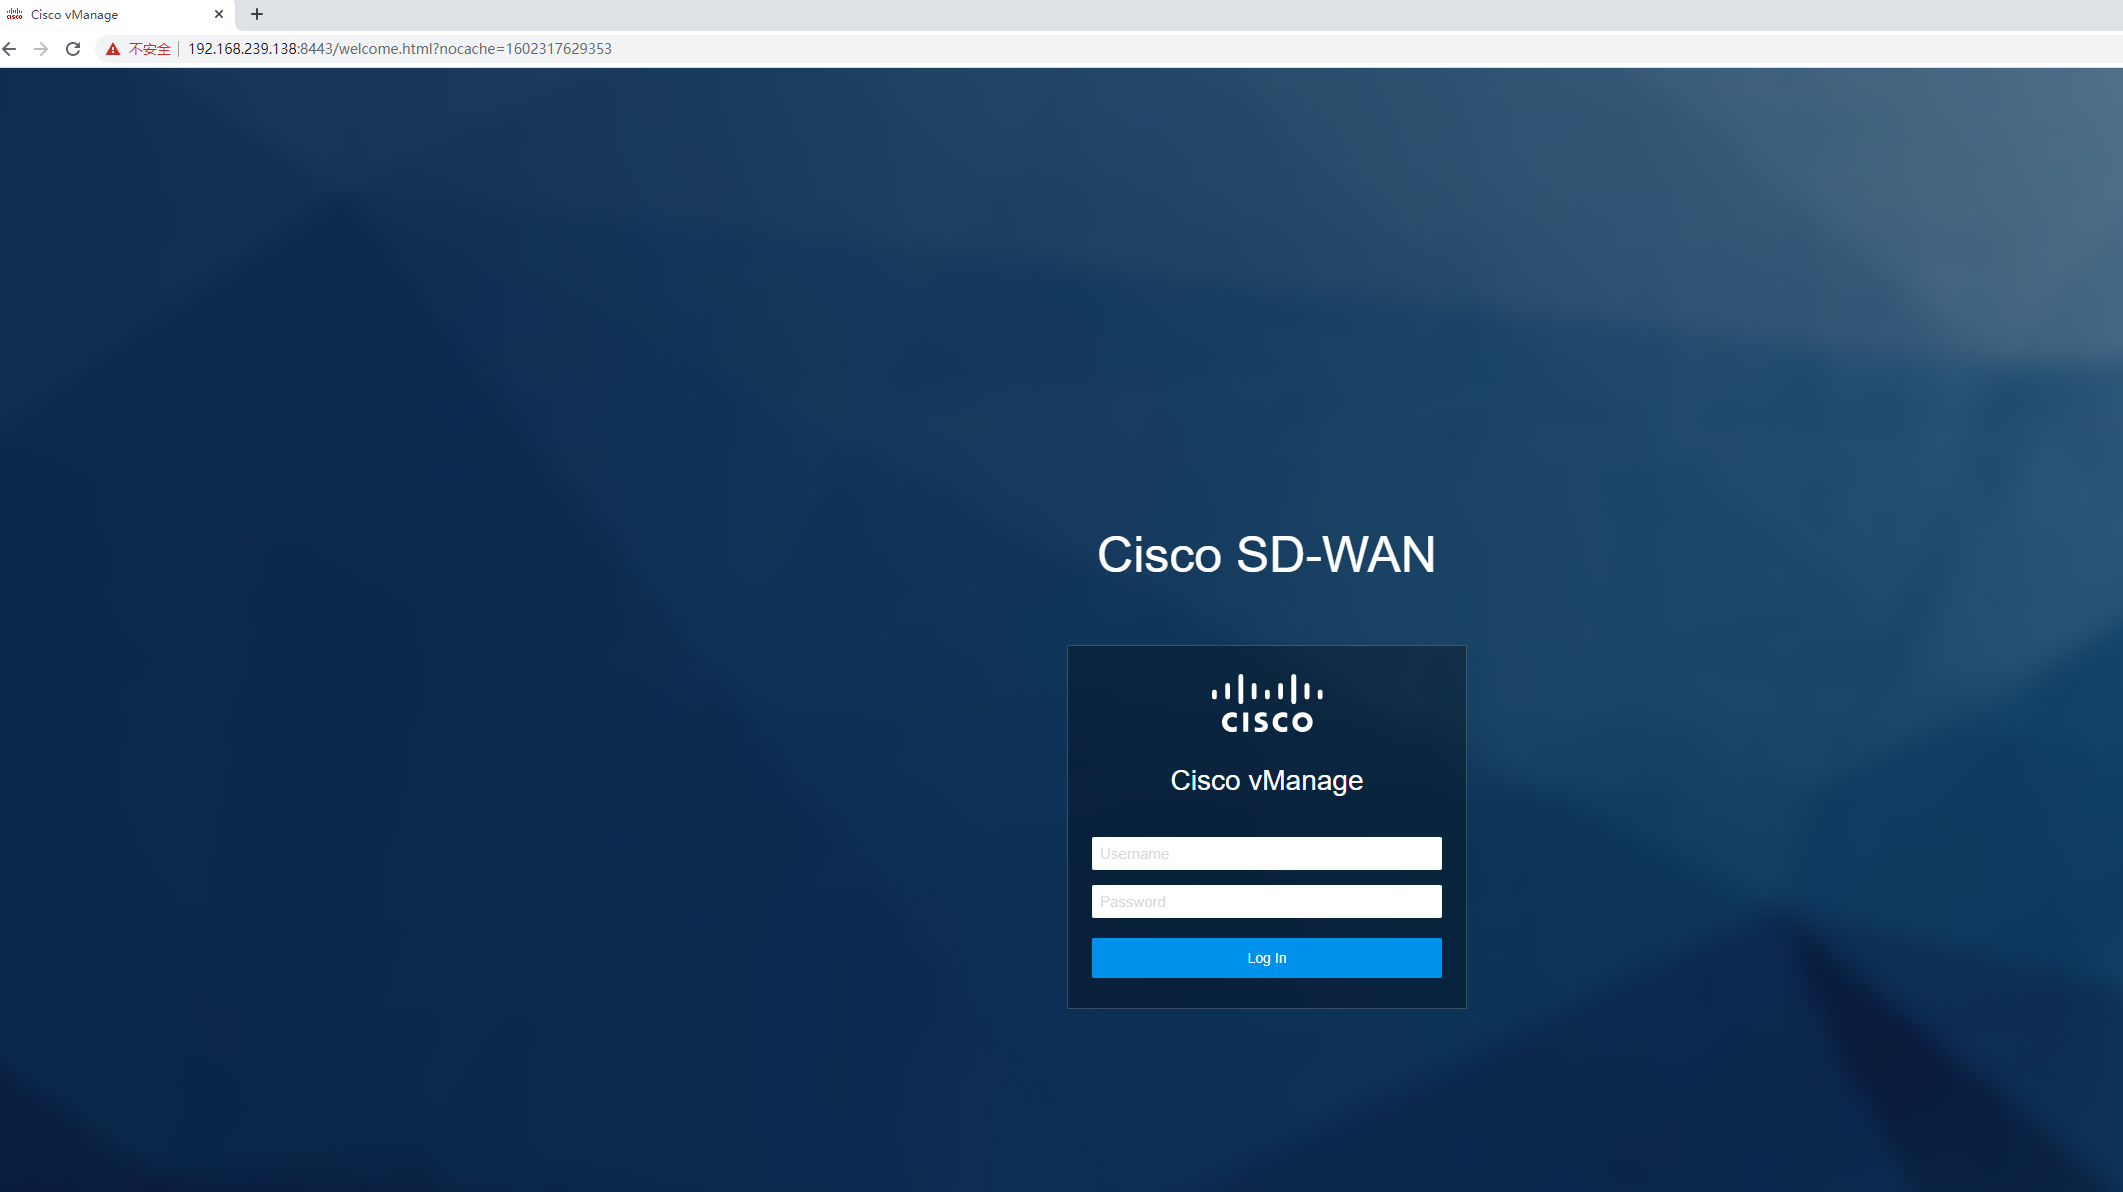 Cisco vManage
不安全 192.168.239.138:8443/welcome.html?nocache=1602317629353
Cisco SD-WAN
CISCO
Cisco vManage
Username
Password
Log In